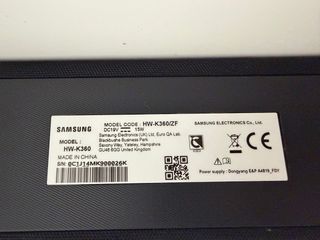 SAMSUNG
MODEL :
HW-K360
MADE IN CHINA
S/N: 0C1J14MK900026K
MODEL CODE : HW-K360/ZF
DC19V 15W
Samsung Electronics (UK) Ltd, Euro QA Lab.
Blackbushe Business Park
Saxony Way, Yateley, Hampshire
GU46 6GG United Kingdom
SAMSUNG ELECTRONICS Co., Ltd.
Power supply : Dongyang E&P A4819_FDY